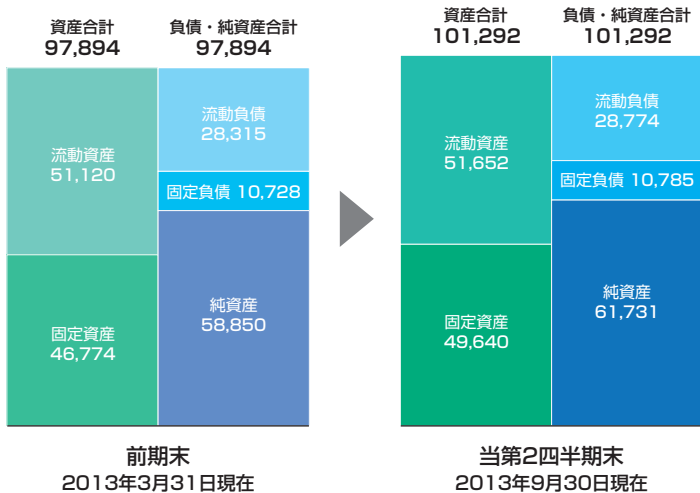 資産合計
97,894
負債・純資産合計
97,894
流動資産
51,120
固定資産
46,774
流動負債
28,315
固定負債 10,728
純資産
58,850
前期末
2013年3月31日現在
資産合計
101,292
負債・純資産合計
101,292
流動資産
51,652
固定資産
49,640
流動負債
28,774
固定負債 10,785
純資産
61,731
当第2四半期末
2013年9月30日現在